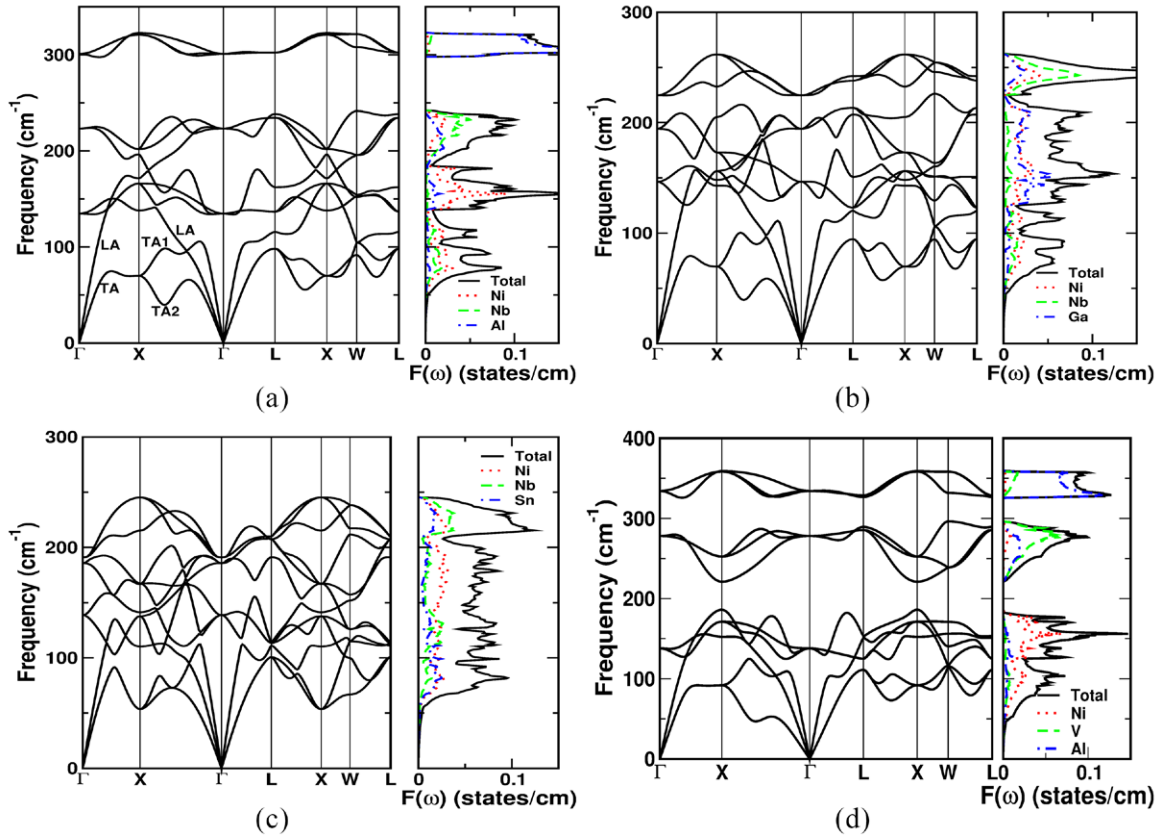 300
200
100
0
Frequency (cm⁻¹)
LA
TA
TA1
LA
TA2
Γ X Γ L X W L
Total
Ni
Nb
Al
0 0.1
F(ω) (states/cm)
(a)
300
250
200
150
100
50
0
Frequency (cm⁻¹)
Γ X Γ L X W L
Total
Ni
Nb
Ga
0 0.1
F(ω) (states/cm)
(b)
300
200
100
0
Frequency (cm⁻¹)
Γ X Γ L X W L
Total
Ni
Nb
Sn
0 0.1
F(ω) (states/cm)
(c)
400
300
200
100
0
Frequency (cm⁻¹)
Γ X Γ L X W L
Total
Ni
V
Al
0 0.1
F(ω) (states/cm)
(d)